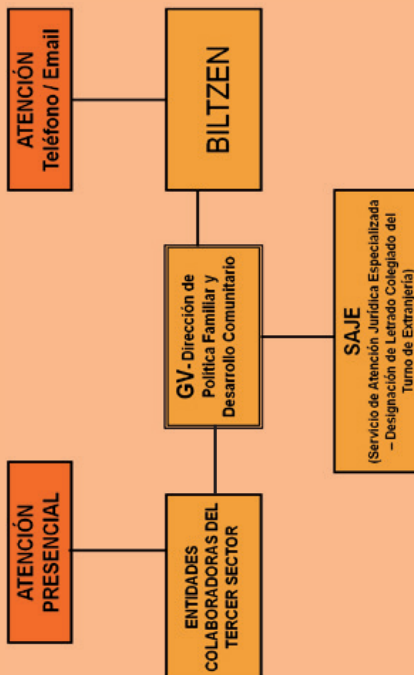 ATENCIÓN
PRESENCIAL
ATENCIÓN
Teléfono / Email
ENTIDADES
COLABORADORAS DEL
TERCER SECTOR
GV- Dirección de
Política Familiar y
Desarrollo Comunitario
BILTZEN
SAJE
(Servicio de Atención Jurídica Especializada
– Designación de Letrado Colegiado del
Turno de Extranjería)